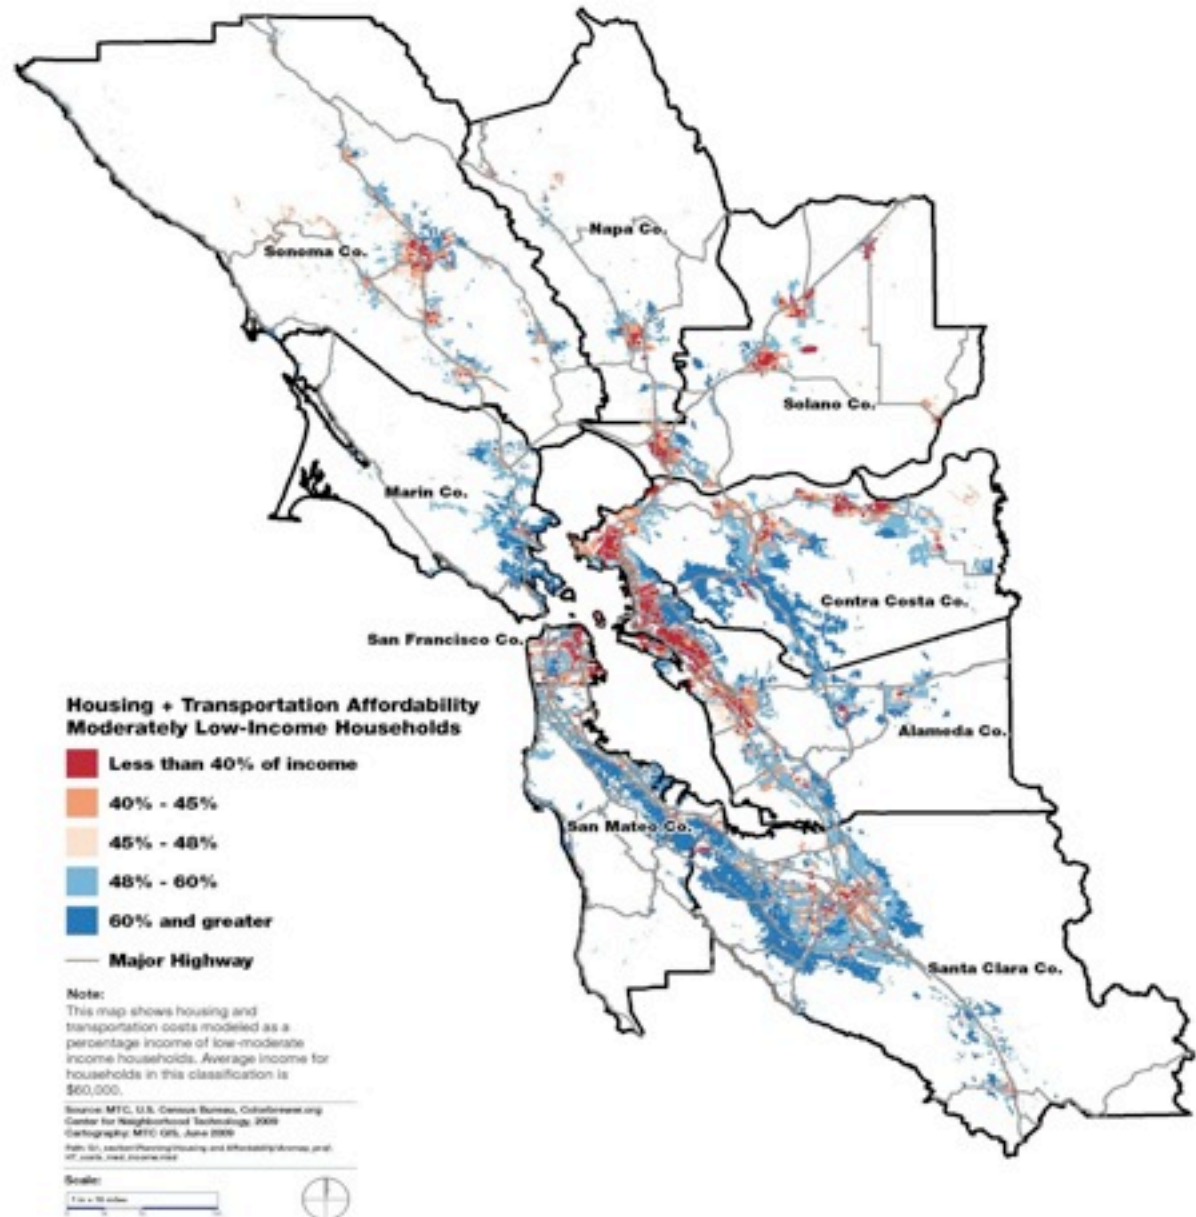 Napa Co.
Sonoma Co.
Solano Co.
Marin Co.
Contra Costa Co.
San Francisco Co.
Alameda Co.
San Mateo Co.
Santa Clara Co.
Housing + Transportation Affordability
Moderately Low-Income Households
Less than 40% of income
40% - 45%
45% - 48%
48% - 60%
60% and greater
Major Highway
Note:
This map shows housing and
transportation costs modeled as a
percentage income of low-moderate
income households. Average income for
households in this classification is
$60,000.
Source: MTC, U.S. Census Bureau, Colorbrewer.org
Center for Neighborhood Technology, 2009
Cartography: MTC GIS, June 2009
Scale: